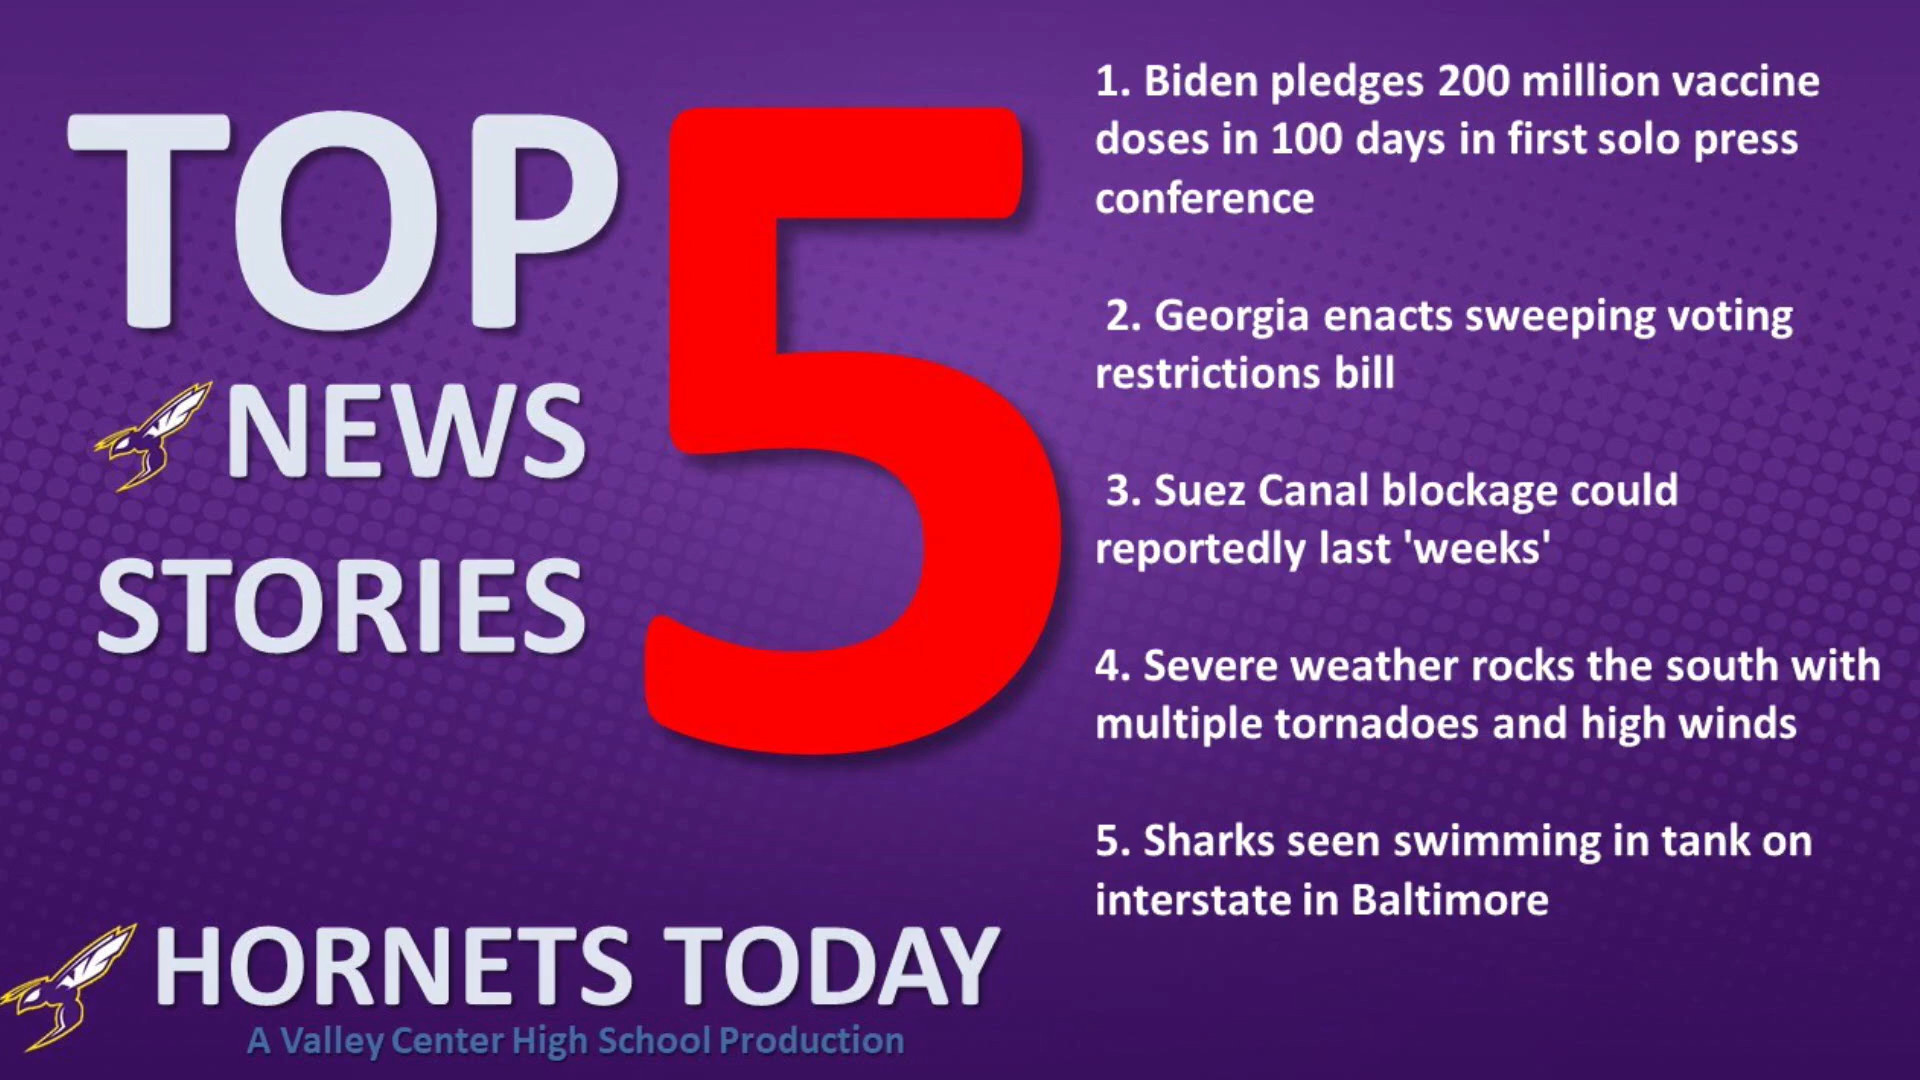 TOP
5
NEWS
STORIES
1. Biden pledges 200 million vaccine
doses in 100 days in first solo press
conference
2. Georgia enacts sweeping voting
restrictions bill
3. Suez Canal blockage could
reportedly last 'weeks'
4. Severe weather rocks the south with
multiple tornadoes and high winds
5. Sharks seen swimming in tank on
interstate in Baltimore
HORNETS TODAY
A Valley Center High School Production